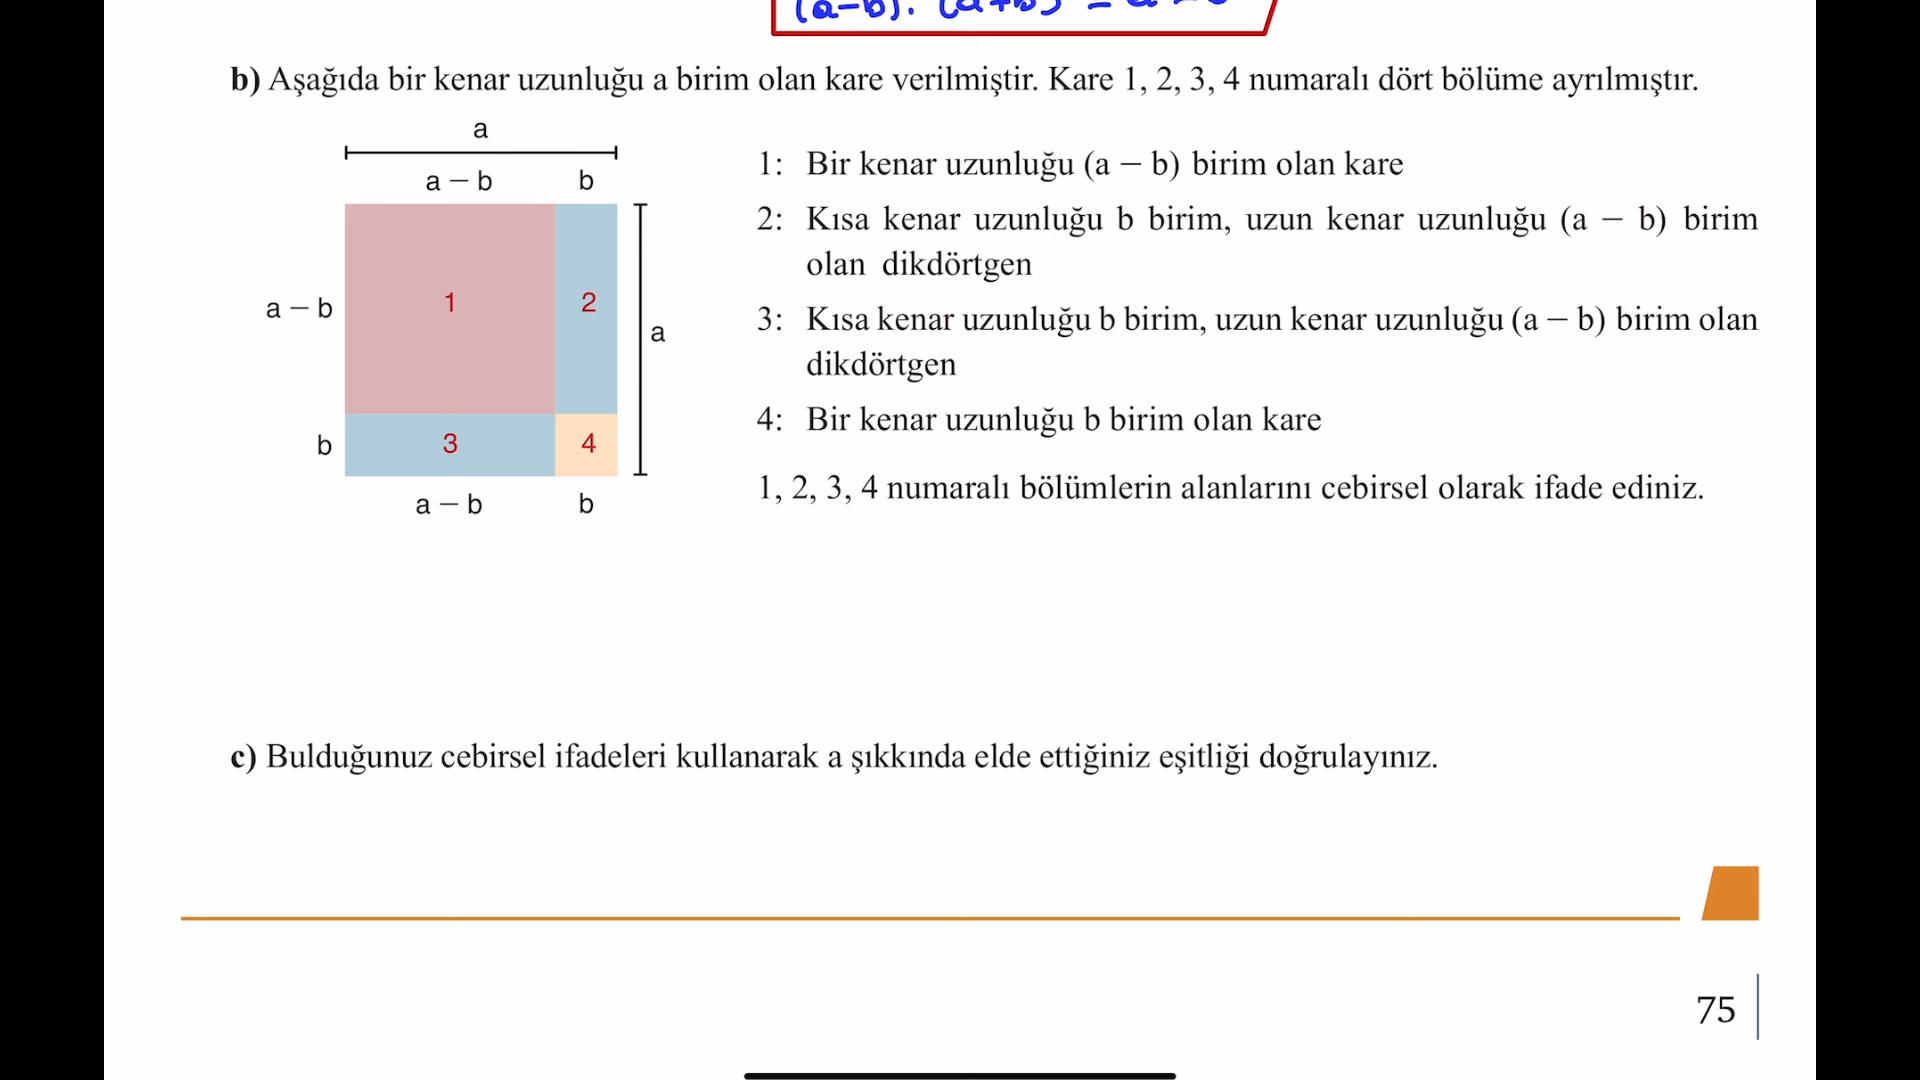 b) Aşağıda bir kenar uzunluğu a birim olan kare verilmiştir. Kare 1, 2, 3, 4 numaralı dört bölüme ayrılmıştır.
a
a – b b
1 2
a – b
a
3 4
b
a – b b
1: Bir kenar uzunluğu (a – b) birim olan kare
2: Kısa kenar uzunluğu b birim, uzun kenar uzunluğu (a – b) birim
olan dikdörtgen
3: Kısa kenar uzunluğu b birim, uzun kenar uzunluğu (a – b) birim olan
dikdörtgen
4: Bir kenar uzunluğu b birim olan kare
1, 2, 3, 4 numaralı bölümlerin alanlarını cebirsel olarak ifade ediniz.
c) Bulduğunuz cebirsel ifadeleri kullanarak a şıkkında elde ettiğiniz eşitliği doğrulayınız.
75